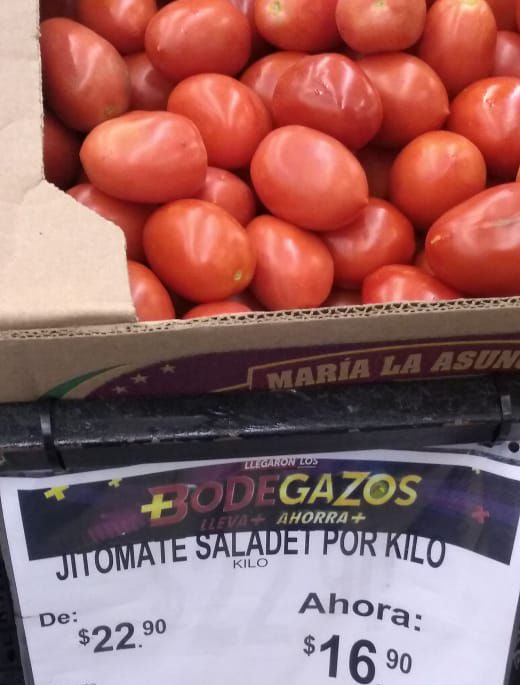 MARÍA LA ASUN
LLEGARON LOS
BODEGAZOS
LLEVA+ AHORRA+
JITOMATE SALADET POR KILO
KILO
De:
$22.90
Ahora:
$16 90